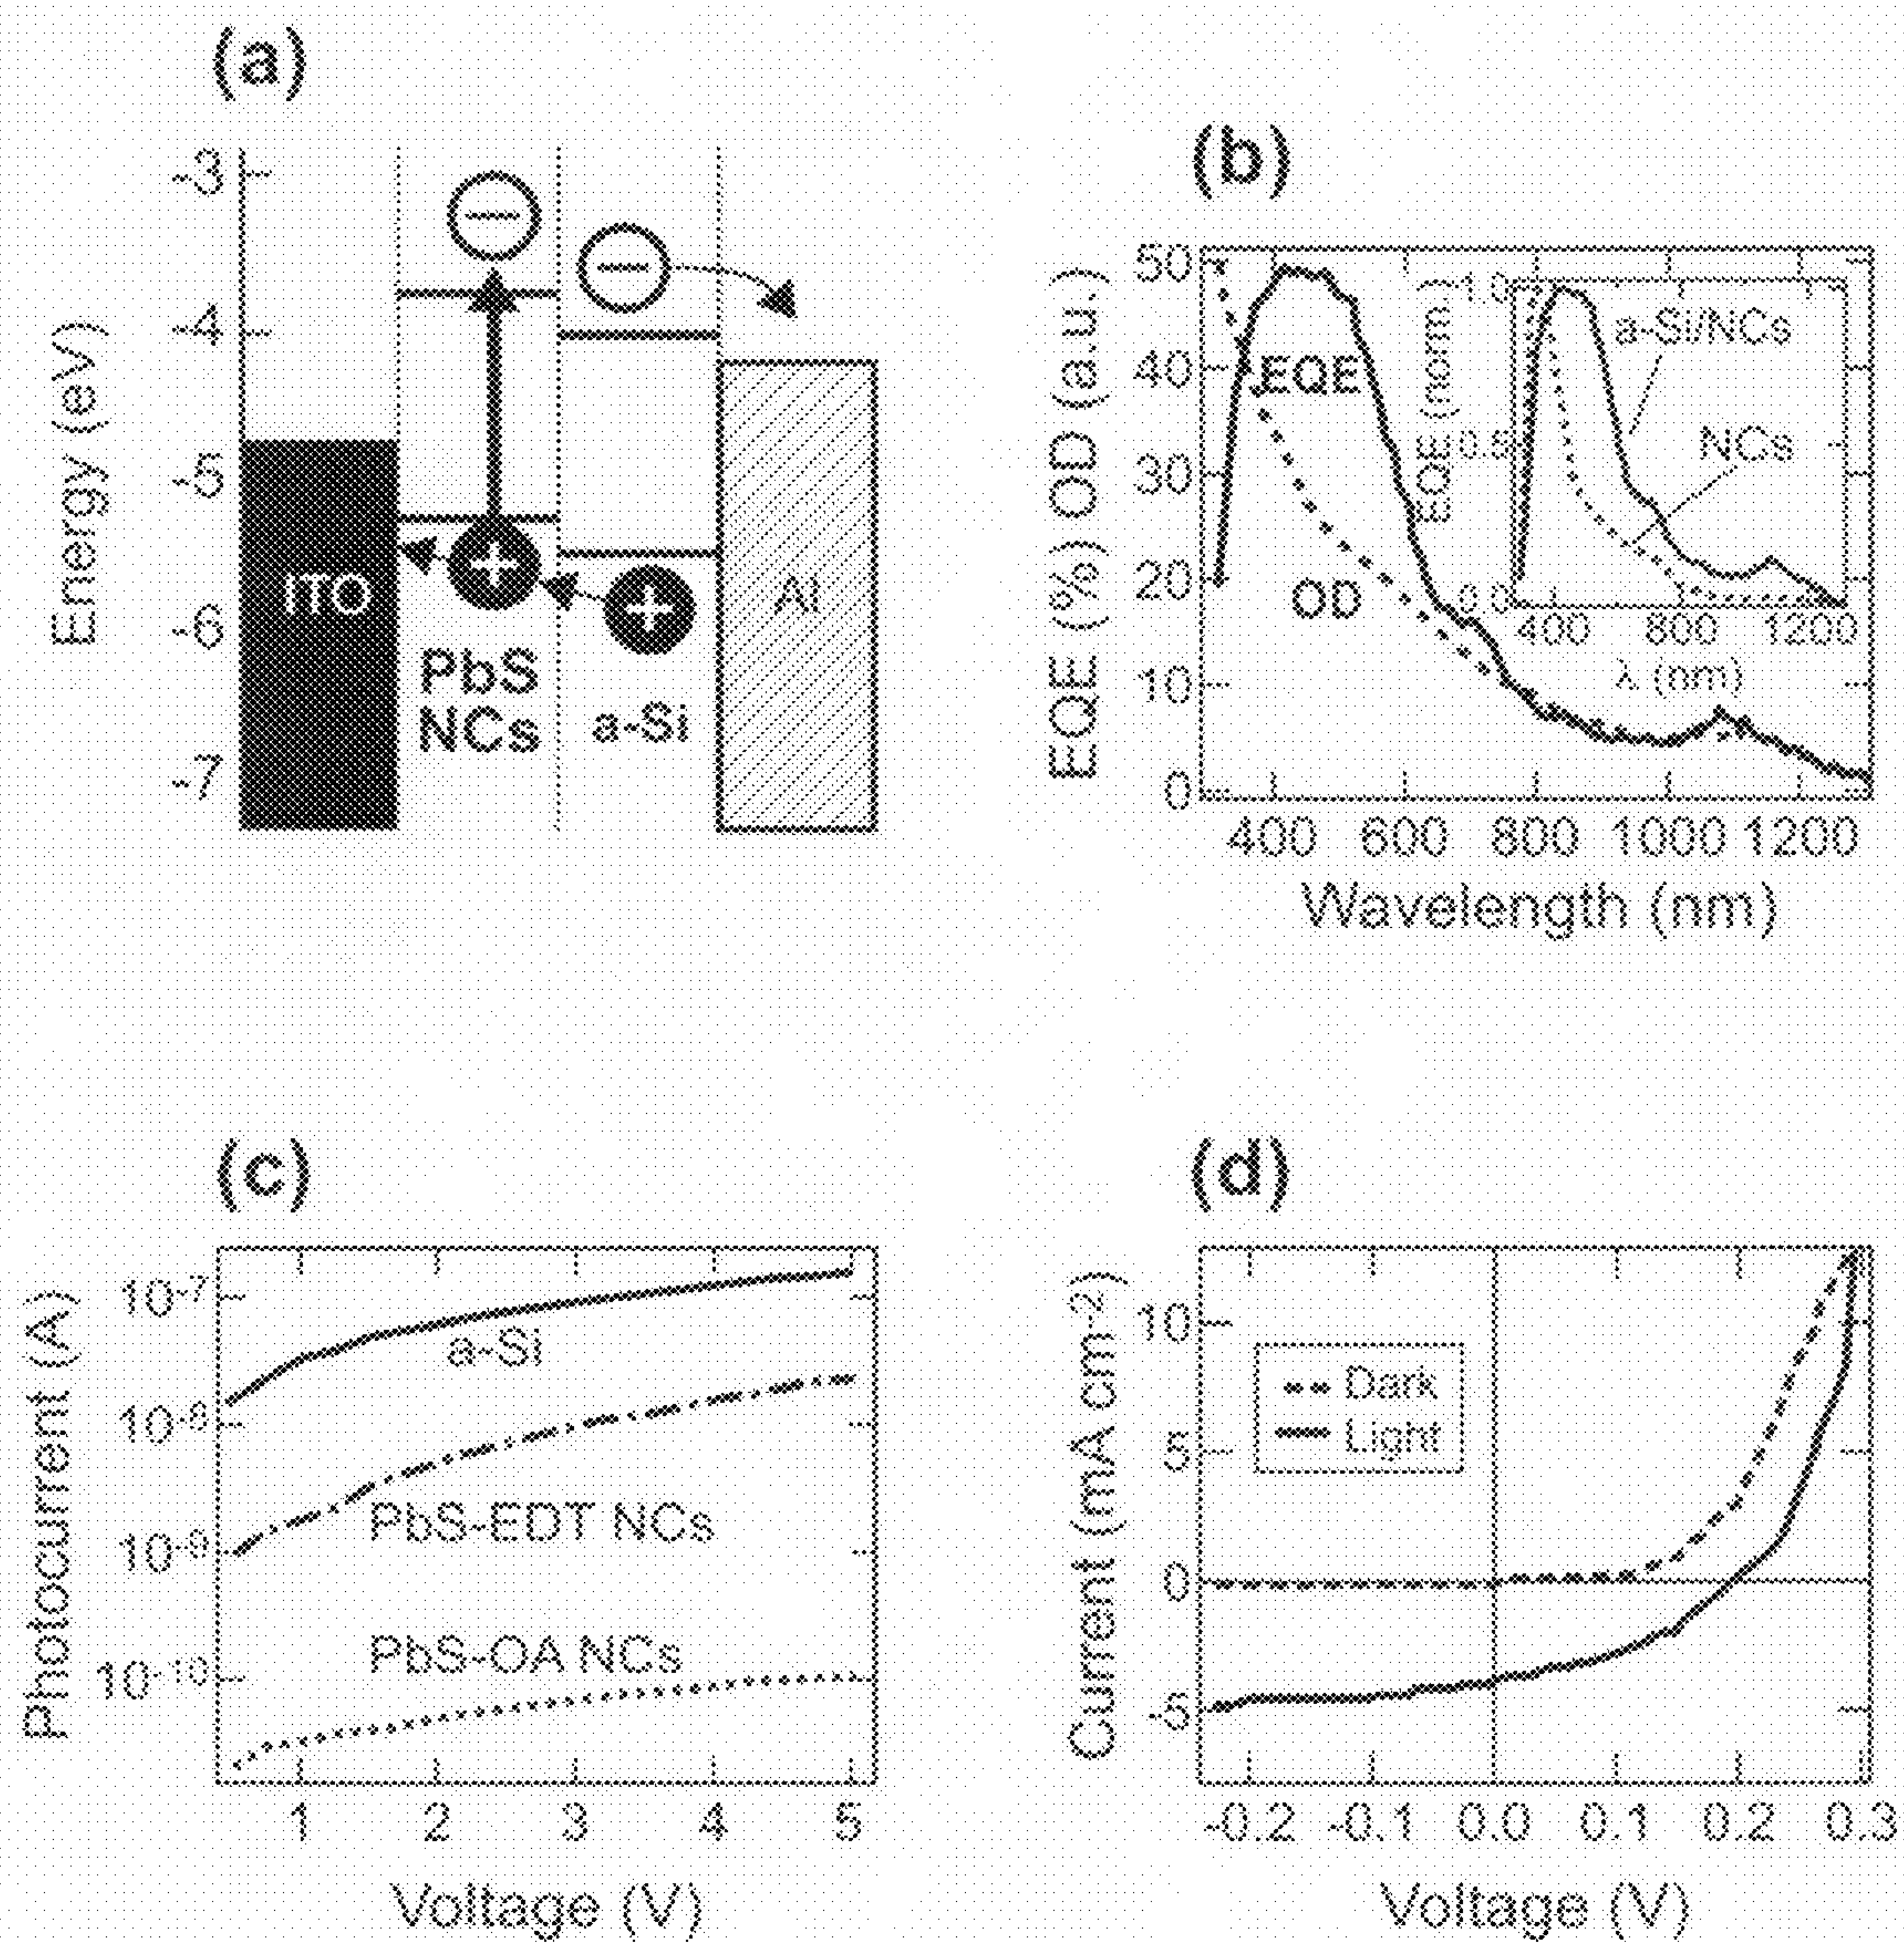 (a)
-3
-4
-5
-6
-7
Energy (eV)
ITO
PbS
NCs
a-Si
Al
(b)
50
40
30
20
10
0
EQE (%) OD (a.u.)
EQE
OD
400 600 800 1000 1200
Wavelength (nm)
1.0
0.5
0.0
EQE (norm.)
a-Si/NCs
NCs
400 800 1200
λ (nm)
(c)
10-7
10-8
10-9
10-10
Photocurrent (A)
a-Si
PbS-EDT NCs
PbS-OA NCs
1 2 3 4 5
Voltage (V)
(d)
10
5
0
-5
Current (mA cm-2)
Dark
Light
-0.2 -0.1 0.0 0.1 0.2 0.3
Voltage (V)